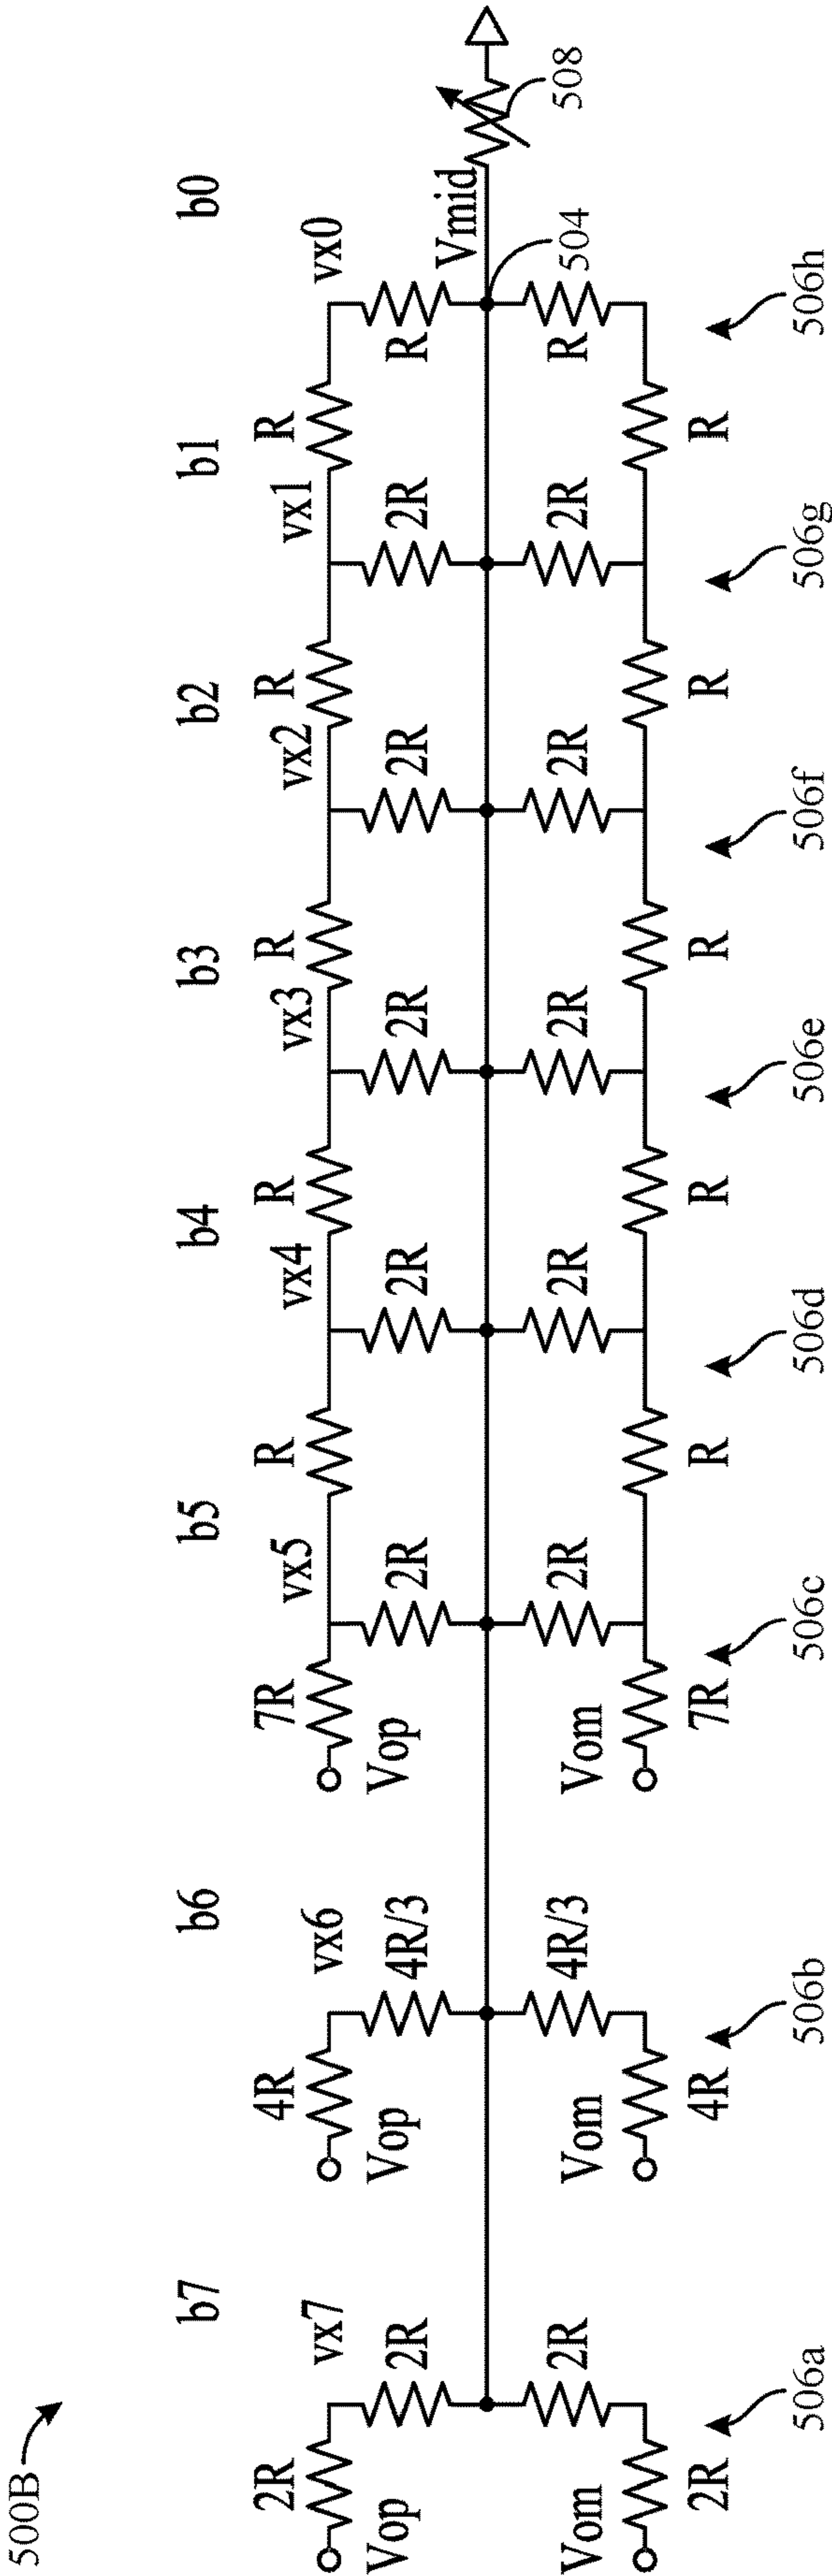 500B
b7 b6 b5 b4 b3 b2 b1 b0
2R vx7 4R vx6 7R vx5 R vx4 R vx3 R vx2 R vx1 R vx0
Vop 2R Vop 4R/3 Vop 2R 2R 2R 2R 2R R Vmid
Vom 2R Vom 4R/3 Vom 2R 2R 2R 2R 2R R 504 508
2R 4R 7R R R R R R
506a 506b 506c 506d 506e 506f 506g 506h